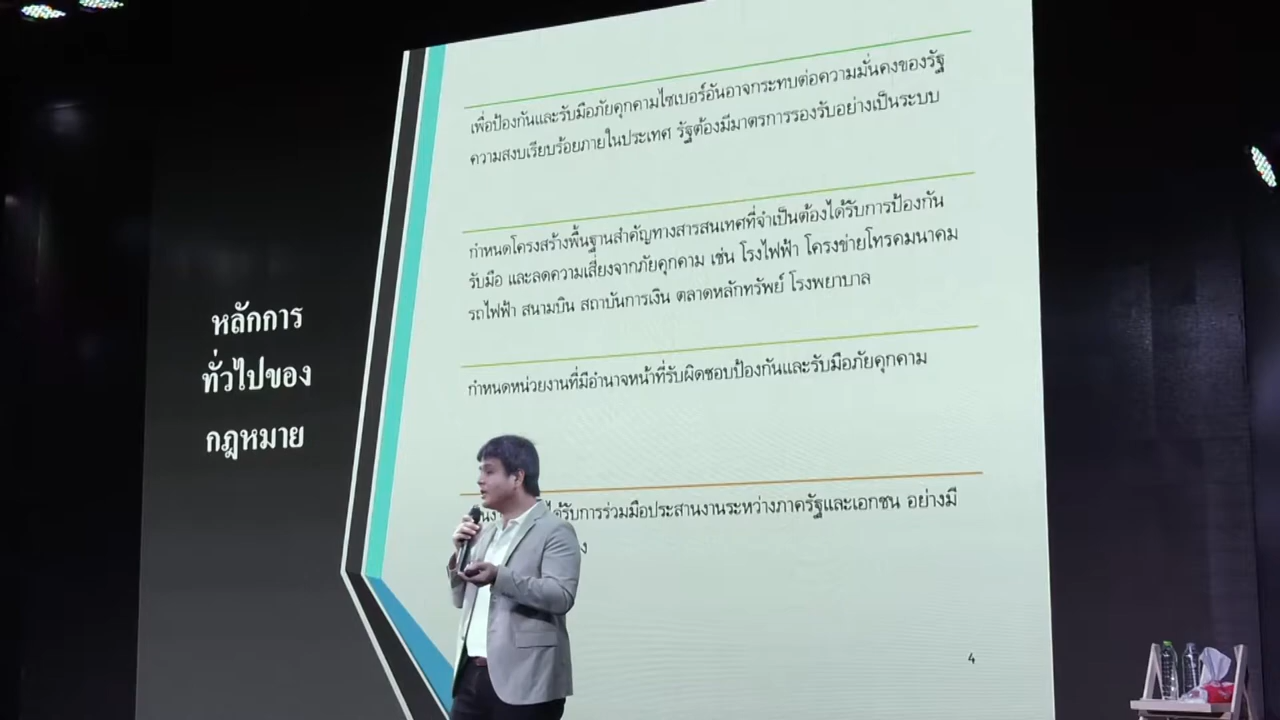 หลักการ
ทั่วไปของ
กฎหมาย
เพื่อป้องกันและรับมือภัยคุกคามไซเบอร์อันอาจกระทบต่อความมั่นคงของรัฐ
ความสงบเรียบร้อยภายในประเทศ รัฐต้องมีมาตรการรองรับอย่างเป็นระบบ
กำหนดโครงสร้างพื้นฐานสำคัญทางสารสนเทศที่จำเป็นต้องได้รับการป้องกัน
รับมือ และลดความเสี่ยงจากภัยคุกคาม เช่น โรงไฟฟ้า โครงข่ายโทรคมนาคม
รถไฟฟ้า สนามบิน สถาบันการเงิน ตลาดหลักทรัพย์ โรงพยาบาล
กำหนดหน่วยงานที่มีอำนาจหน้าที่รับผิดชอบป้องกันและรับมือภัยคุกคาม
ได้รับการร่วมมือประสานงานระหว่างภาครัฐและเอกชน อย่างมี
4